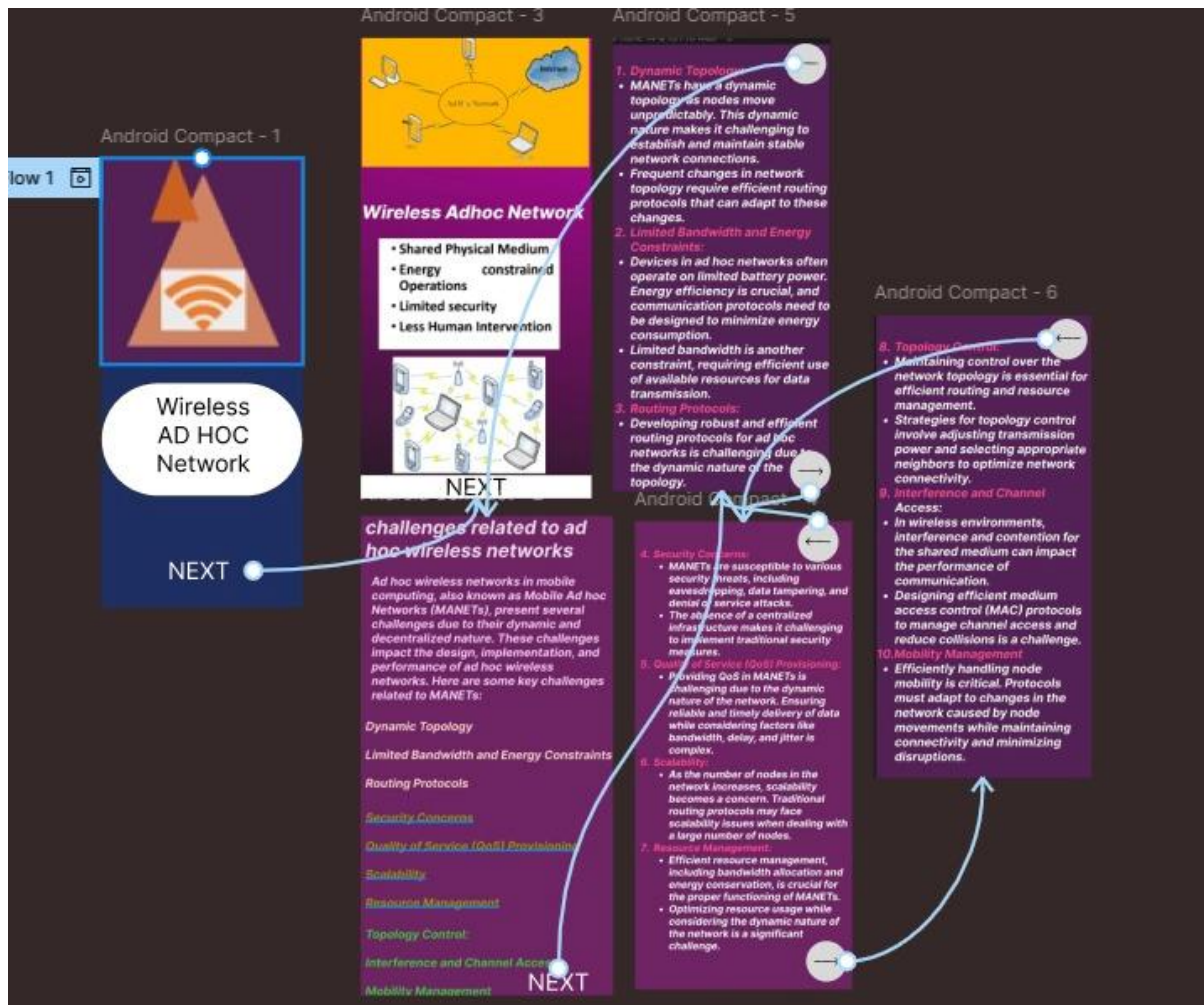 Android Compact - 1
low 1
Wireless
AD HOC
Network
NEXT
Android Compact - 3
Internet
Wireless Adhoc Network
• Shared Physical Medium
• Energy constrained
Operations
• Limited security
• Less Human Intervention
NEXT
challenges related to ad
hoc wireless networks
Ad hoc wireless networks in mobile
computing, also known as Mobile Ad hoc
Networks (MANETs), present several
challenges due to their dynamic and
decentralized nature. These challenges
impact the design, implementation, and
performance of ad hoc wireless
networks. Here are some key challenges
related to MANETs:
Dynamic Topology
Limited Bandwidth and Energy Constraints
Routing Protocols
Security Concerns
Quality of Service (QoS) Provisioning
Scalability
Resource Management
Topology Control:
Interference and Channel Access
Mobility Management
NEXT
Android Compact - 5
1. Dynamic Topology:
• MANETs have a dynamic
topology as nodes move
unpredictably. This dynamic
nature makes it challenging to
establish and maintain stable
network connections.
• Frequent changes in network
topology require efficient routing
protocols that can adapt to these
changes.
2. Limited Bandwidth and Energy
Constraints:
• Devices in ad hoc networks often
operate on limited battery power.
Energy efficiency is crucial, and
communication protocols need to
be designed to minimize energy
consumption.
• Limited bandwidth is another
constraint, requiring efficient use
of available resources for data
transmission.
3. Routing Protocols:
• Developing robust and efficient
routing protocols for ad hoc
networks is challenging due to
the dynamic nature of the
topology.
Android Compact
4. Security Concerns:
• MANETs are susceptible to various
security threats, including
eavesdropping, data tampering, and
denial of service attacks.
• The absence of a centralized
infrastructure makes it challenging
to implement traditional security
measures.
5. Quality of Service (QoS) Provisioning:
• Providing QoS in MANETs is
challenging due to the dynamic
nature of the network. Ensuring
reliable and timely delivery of data
while considering factors like
bandwidth, delay, and jitter is
complex.
6. Scalability:
• As the number of nodes in the
network increases, scalability
becomes a concern. Traditional
routing protocols may face
scalability issues when dealing with
a large number of nodes.
7. Resource Management:
• Efficient resource management,
including bandwidth allocation and
energy conservation, is crucial for
the proper functioning of MANETs.
• Optimizing resource usage while
considering the dynamic nature of
the network is a significant
challenge.
Android Compact - 6
8. Topology Control:
• Maintaining control over the
network topology is essential for
efficient routing and resource
management.
• Strategies for topology control
involve adjusting transmission
power and selecting appropriate
neighbors to optimize network
connectivity.
9. Interference and Channel
Access:
• In wireless environments,
interference and contention for
the shared medium can impact
the performance of
communication.
• Designing efficient medium
access control (MAC) protocols
to manage channel access and
reduce collisions is a challenge.
10.Mobility Management
• Efficiently handling node
mobility is critical. Protocols
must adapt to changes in the
network caused by node
movements while maintaining
connectivity and minimizing
disruptions.